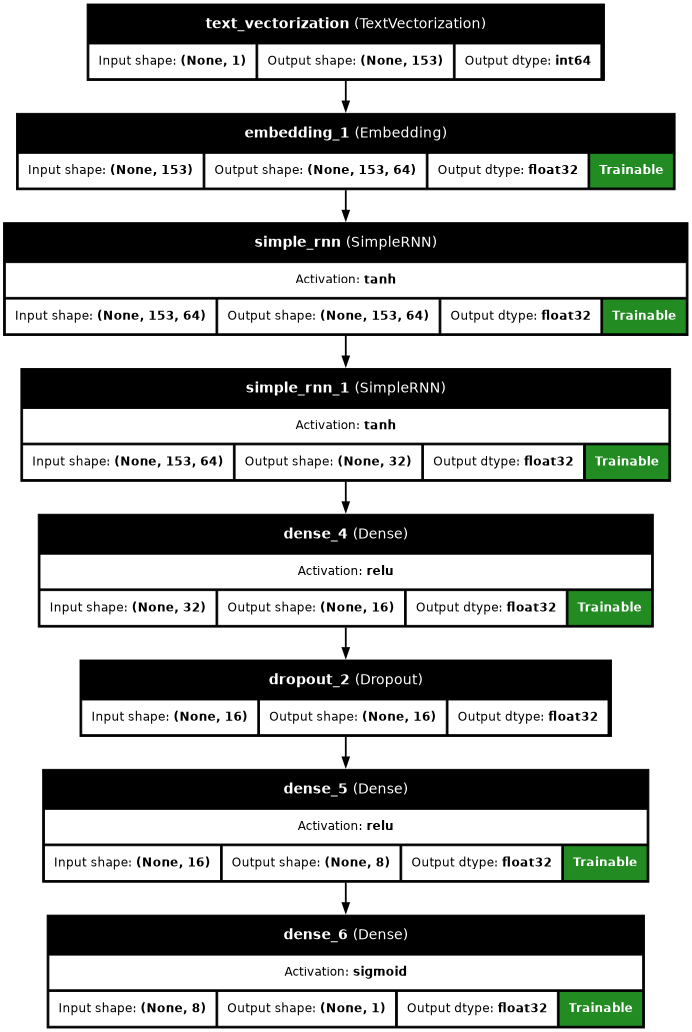 text_vectorization (TextVectorization)
Input shape: (None, 1) Output shape: (None, 153) Output dtype: int64
embedding_1 (Embedding)
Input shape: (None, 153) Output shape: (None, 153, 64) Output dtype: float32 Trainable
simple_rnn (SimpleRNN)
Activation: tanh
Input shape: (None, 153, 64) Output shape: (None, 153, 64) Output dtype: float32 Trainable
simple_rnn_1 (SimpleRNN)
Activation: tanh
Input shape: (None, 153, 64) Output shape: (None, 32) Output dtype: float32 Trainable
dense_4 (Dense)
Activation: relu
Input shape: (None, 32) Output shape: (None, 16) Output dtype: float32 Trainable
dropout_2 (Dropout)
Input shape: (None, 16) Output shape: (None, 16) Output dtype: float32
dense_5 (Dense)
Activation: relu
Input shape: (None, 16) Output shape: (None, 8) Output dtype: float32 Trainable
dense_6 (Dense)
Activation: sigmoid
Input shape: (None, 8) Output shape: (None, 1) Output dtype: float32 Trainable